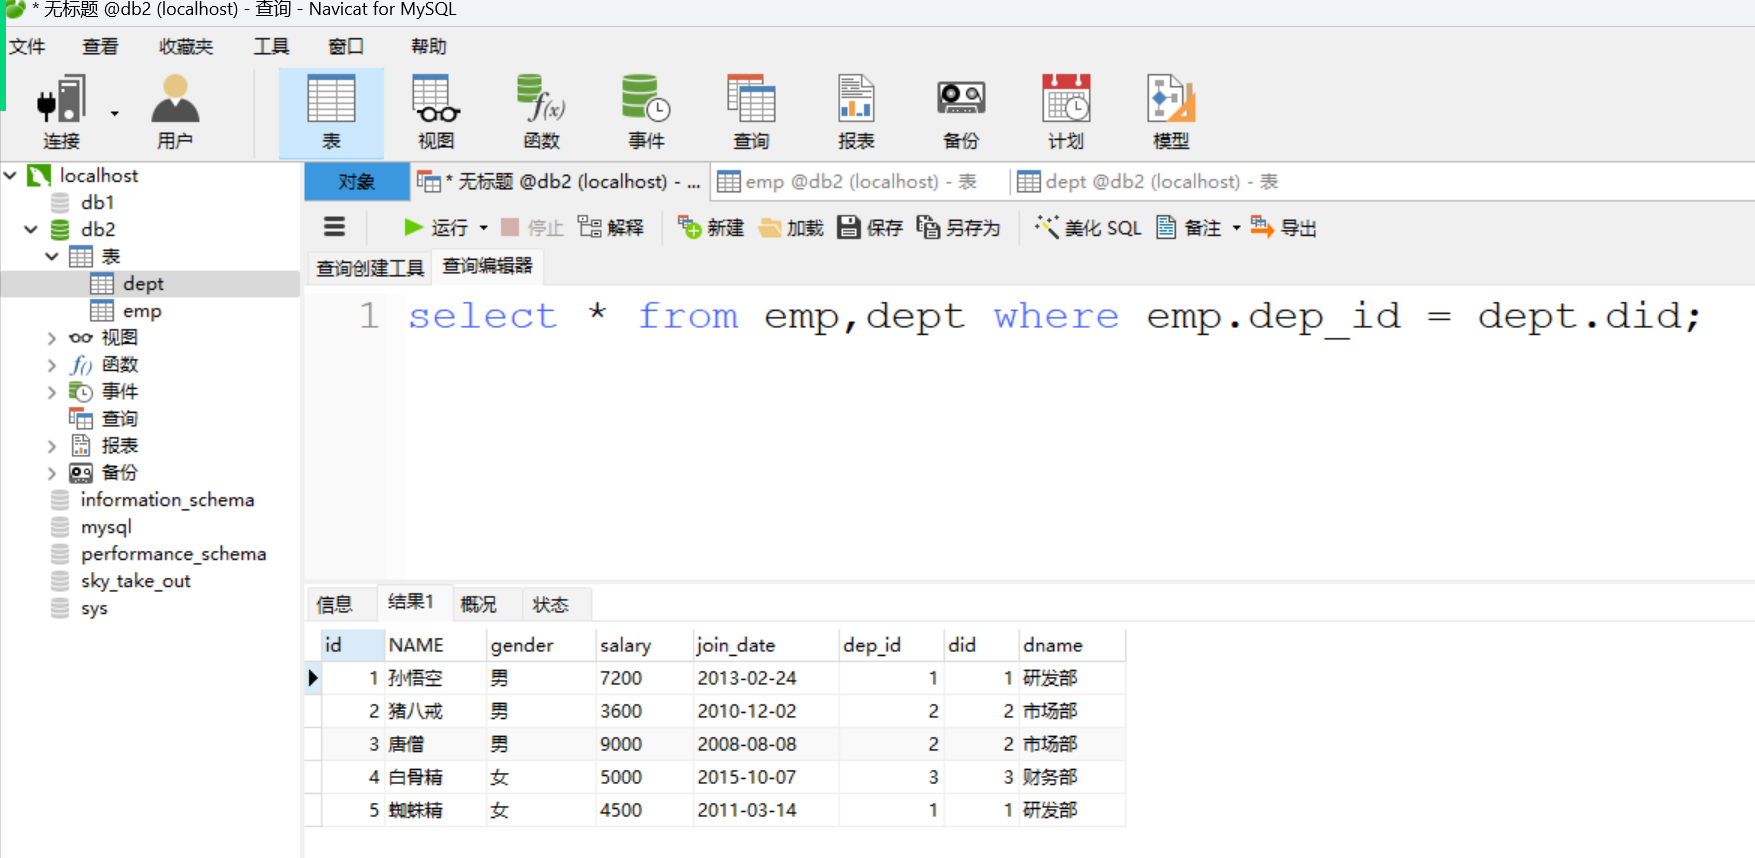 * 无标题 @db2 (localhost) - 查询 - Navicat for MySQL
文件 查看 收藏夹 工具 窗口 帮助
连接 用户 表 视图 函数 事件 查询 报表 备份 计划 模型
f(x)
localhost
db1
db2
表
dept
emp
视图
f() 函数
事件
查询
报表
备份
information_schema
mysql
performance_schema
sky_take_out
sys
对象 * 无标题 @db2 (localhost) - ... emp @db2 (localhost) - 表 dept @db2 (localhost) - 表
运行 停止 解释 新建 加载 保存 另存为 美化 SQL 备注 导出
查询创建工具 查询编辑器
1 select * from emp,dept where emp.dep_id = dept.did;
信息 结果1 概况 状态
id NAME gender salary join_date dep_id did dname
1 孙悟空 男 7200 2013-02-24 1 1 研发部
2 猪八戒 男 3600 2010-12-02 2 2 市场部
3 唐僧 男 9000 2008-08-08 2 2 市场部
4 白骨精 女 5000 2015-10-07 3 3 财务部
5 蜘蛛精 女 4500 2011-03-14 1 1 研发部